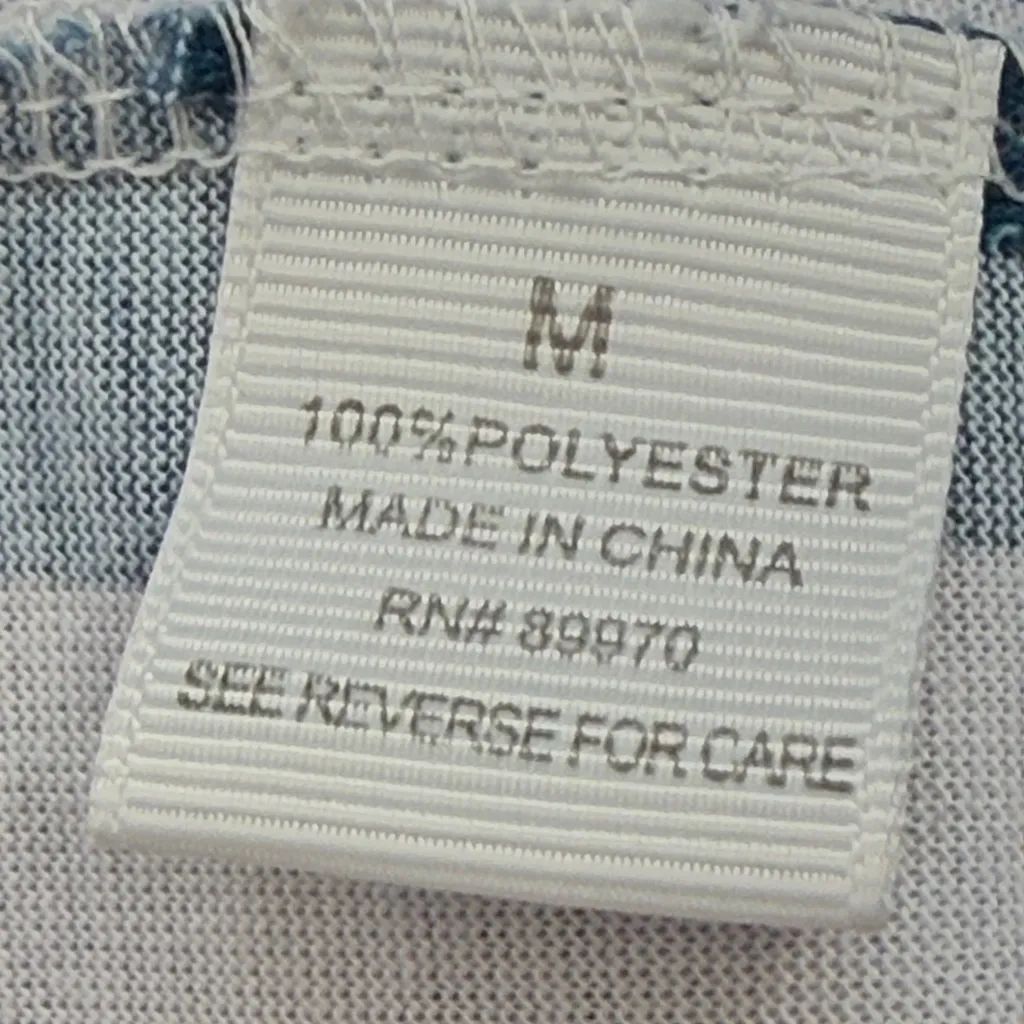 M
100%POLYESTER
MADE IN CHINA
RN# 89970
SEE REVERSE FOR CARE